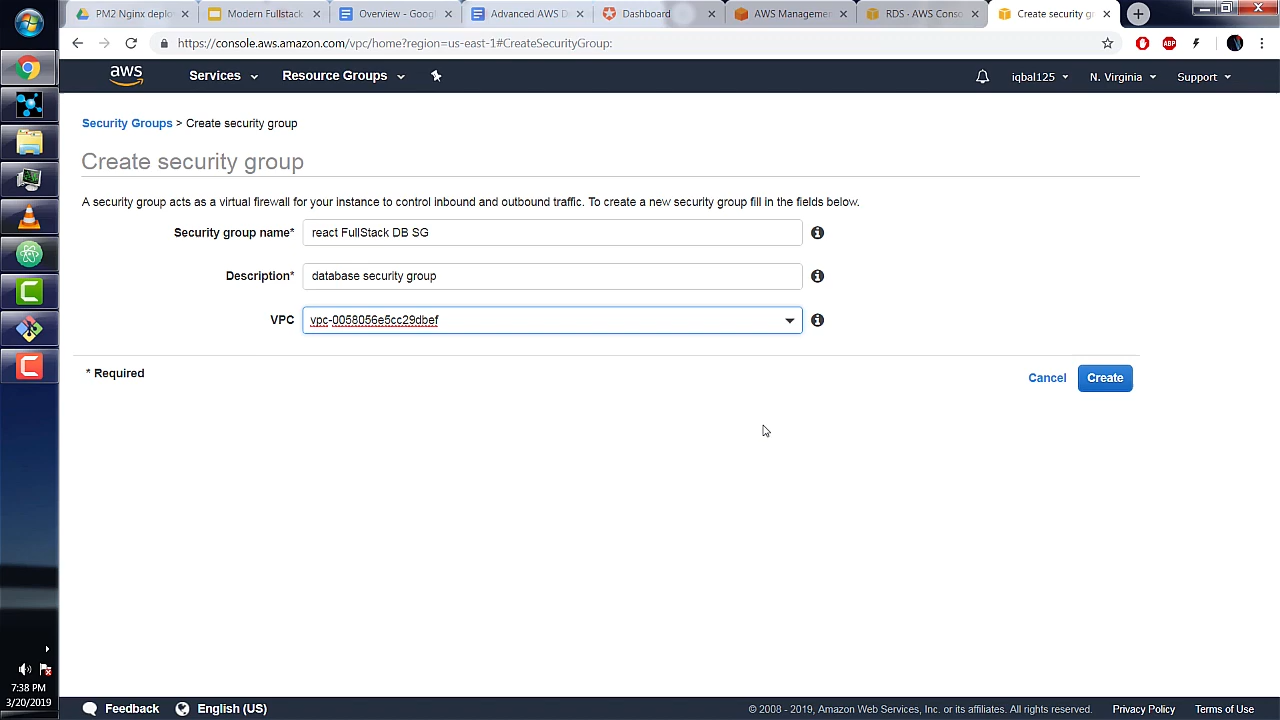 PM2 Nginx deplo
Modern Fullsta
Overview - Goog
Advanced AWS D
Dashboard
AWS Managemer
RDS · AWS Conso
Create security gr
https://console.aws.amazon.com/vpc/home?region=us-east-1#CreateSecurityGroup:
ABP
aws
Services
Resource Groups
iqbal125
N. Virginia
Support
Security Groups > Create security group
Create security group
A security group acts as a virtual firewall for your instance to control inbound and outbound traffic. To create a new security group fill in the fields below.
Security group name*
react FullStack DB SG
Description*
database security group
VPC
vpc-0058056e5cc29dbef
* Required
Cancel
Create
7:38 PM
3/20/2019
Feedback
English (US)
© 2008 - 2019, Amazon Web Services, Inc. or its affiliates. All rights reserved.
Privacy Policy
Terms of Use